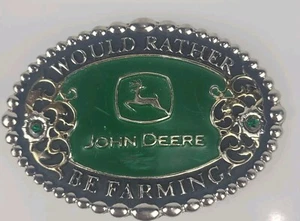 WOULD RATHER
JOHN DEERE
BE FARMING